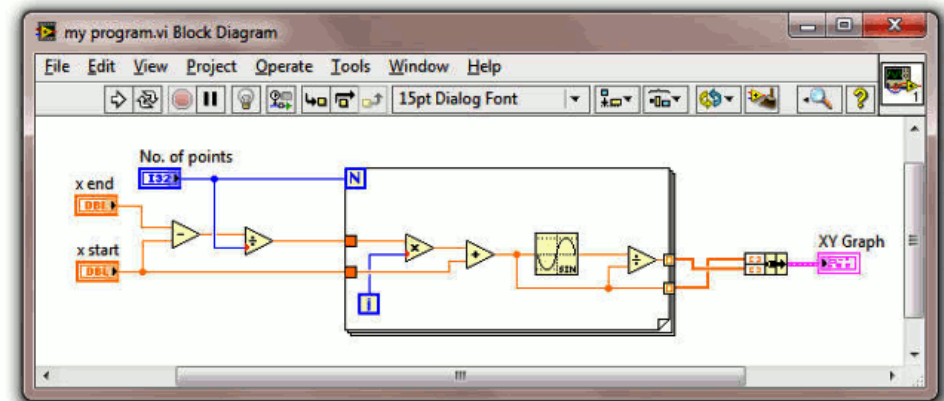 my program.vi Block Diagram
File Edit View Project Operate Tools Window Help
15pt Dialog Font
1
No. of points
I32
N
x end
DBL
x start
DBL
i
SIN
XY Graph